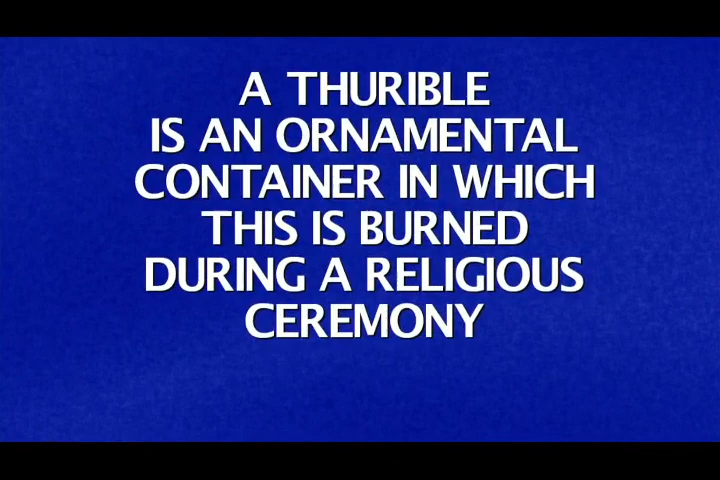 A THURIBLE
IS AN ORNAMENTAL
CONTAINER IN WHICH
THIS IS BURNED
DURING A RELIGIOUS
CEREMONY